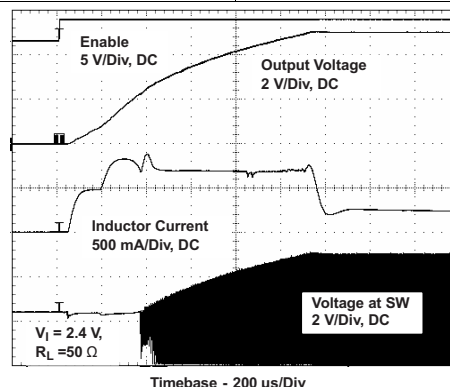 Enable
5 V/Div, DC
Output Voltage
2 V/Div, DC
Inductor Current
500 mA/Div, DC
Voltage at SW
2 V/Div, DC
VI = 2.4 V,
RL =50 Ω
Timebase - 200 μs/Div